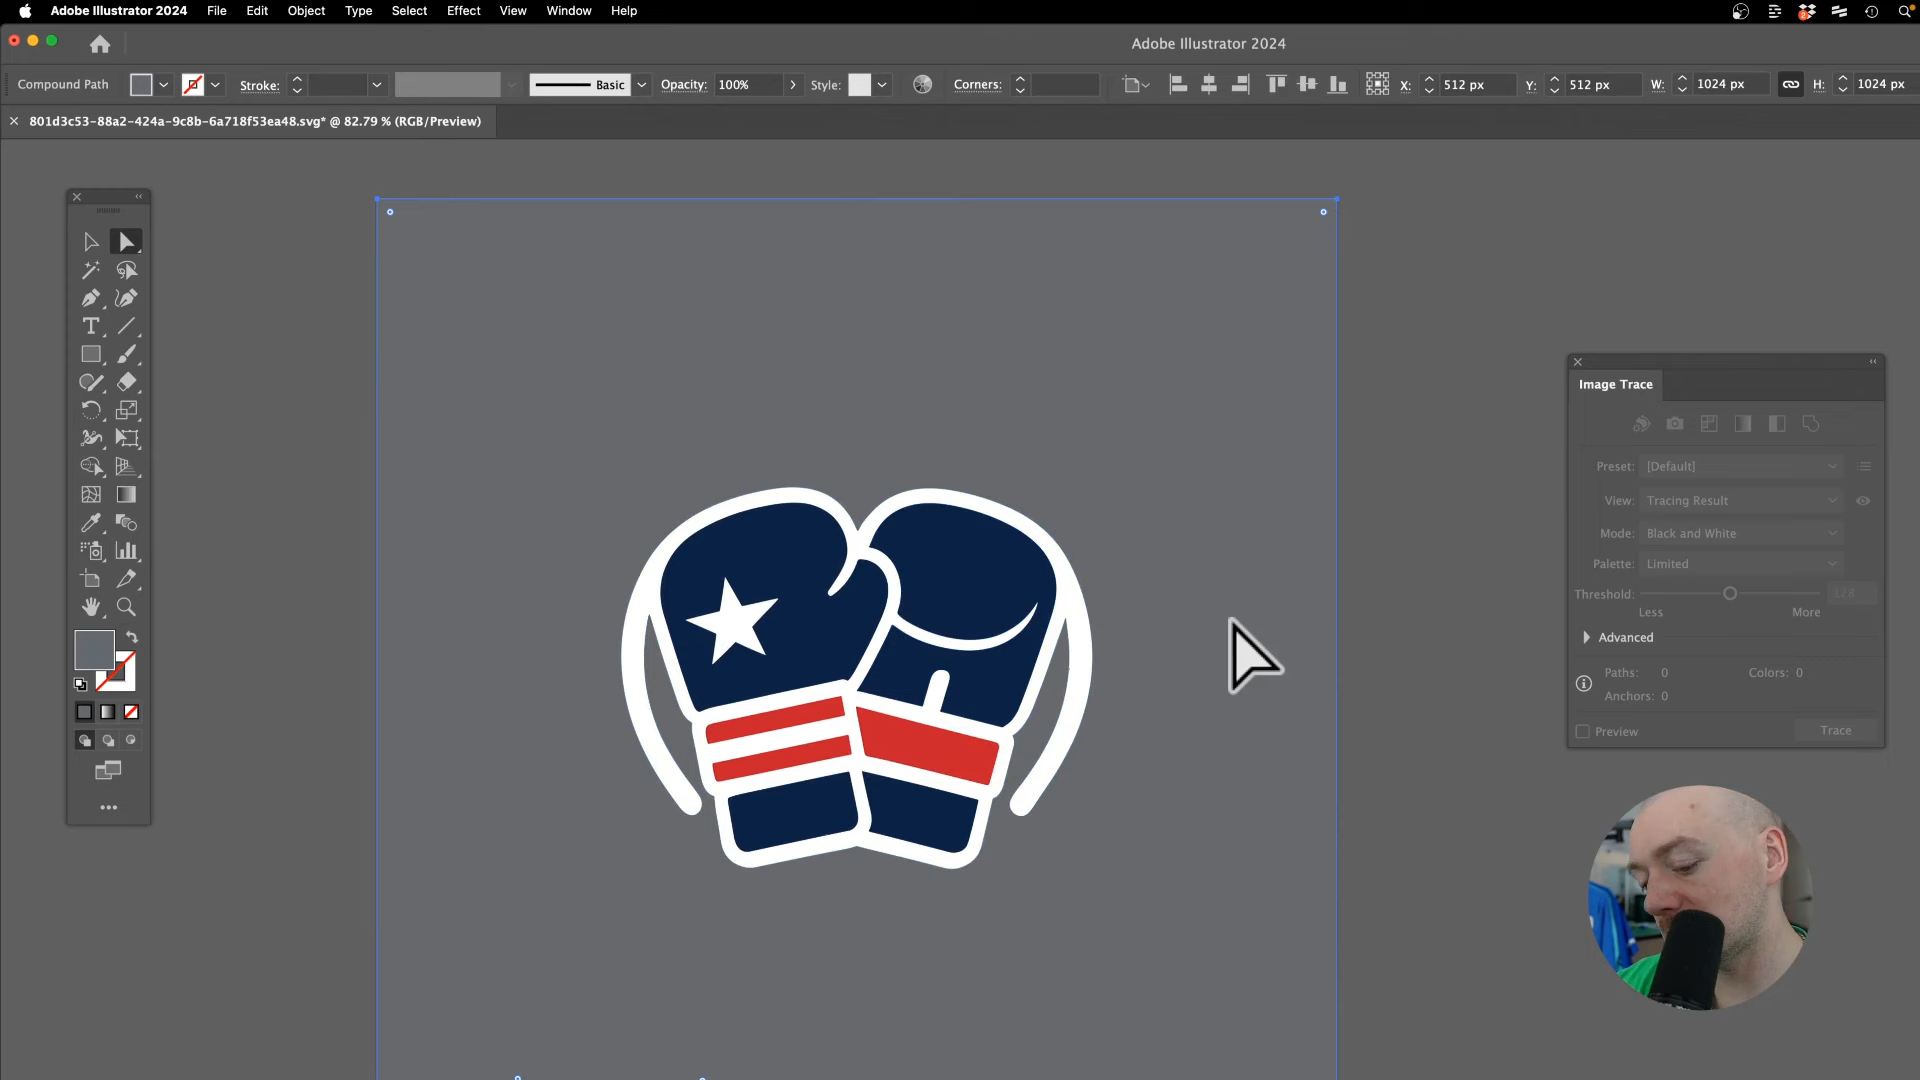 Adobe Illustrator 2024 File Edit Object Type Select Effect View Window Help
Adobe Illustrator 2024
Compound Path Stroke: Basic Opacity: 100% Style: Corners: X: 512 px Y: 512 px W: 1024 px H: 1024 px
801d3c53-88a2-424a-9c8b-6a718f53ea48.svg* @ 82.79 % (RGB/Preview)
Image Trace
Preset: [Default]
View: Tracing Result
Mode: Black and White
Palette: Limited
Threshold: 128
Less More
Advanced
Paths: 0 Colors: 0
Anchors: 0
Preview Trace